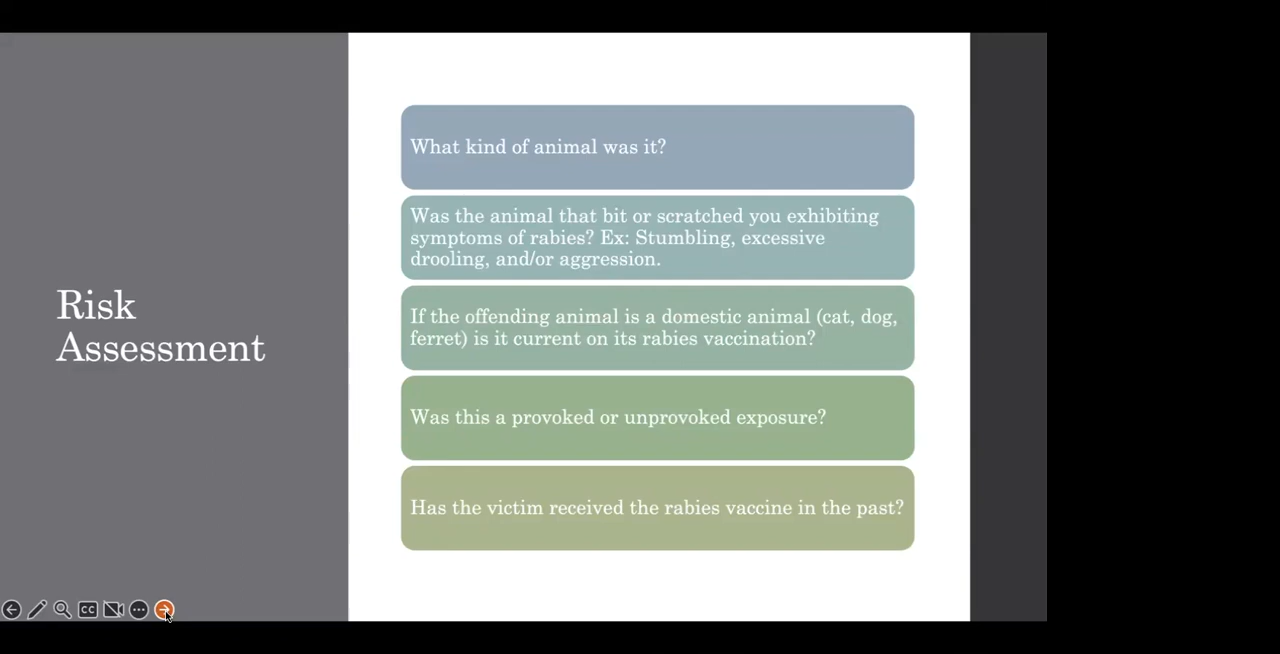 Risk
Assessment
What kind of animal was it?
Was the animal that bit or scratched you exhibiting
symptoms of rabies? Ex: Stumbling, excessive
drooling, and/or aggression.
If the offending animal is a domestic animal (cat, dog,
ferret) is it current on its rabies vaccination?
Was this a provoked or unprovoked exposure?
Has the victim received the rabies vaccine in the past?
CC